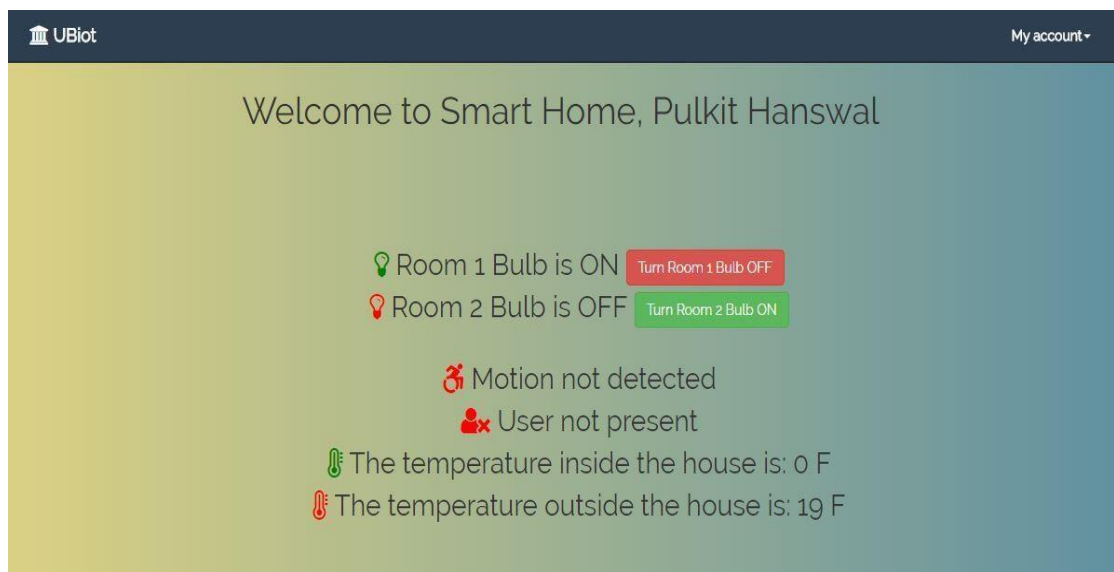 UBiot
My account
Welcome to Smart Home, Pulkit Hanswal
Room 1 Bulb is ON Turn Room 1 Bulb OFF
Room 2 Bulb is OFF Turn Room 2 Bulb ON
Motion not detected
User not present
The temperature inside the house is: 0 F
The temperature outside the house is: 19 F